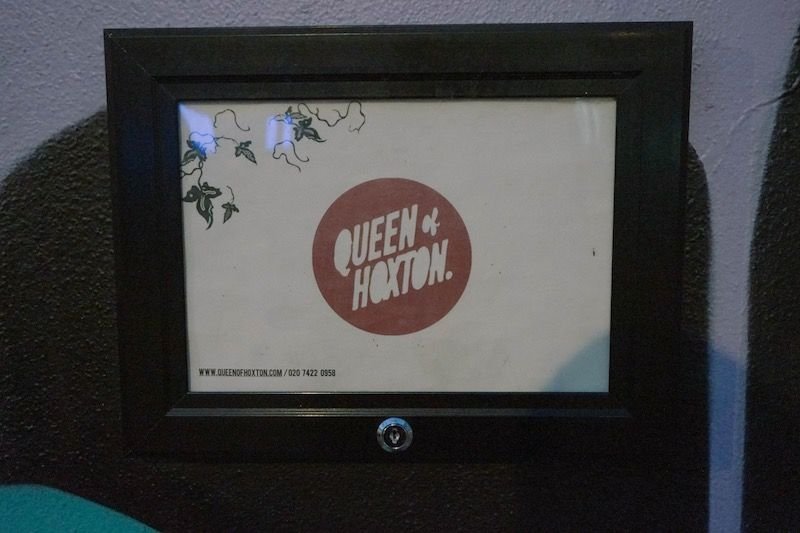 QUEEN of
HOXTON.
WWW.QUEENOFHOXTON.COM / 020 7422 0958